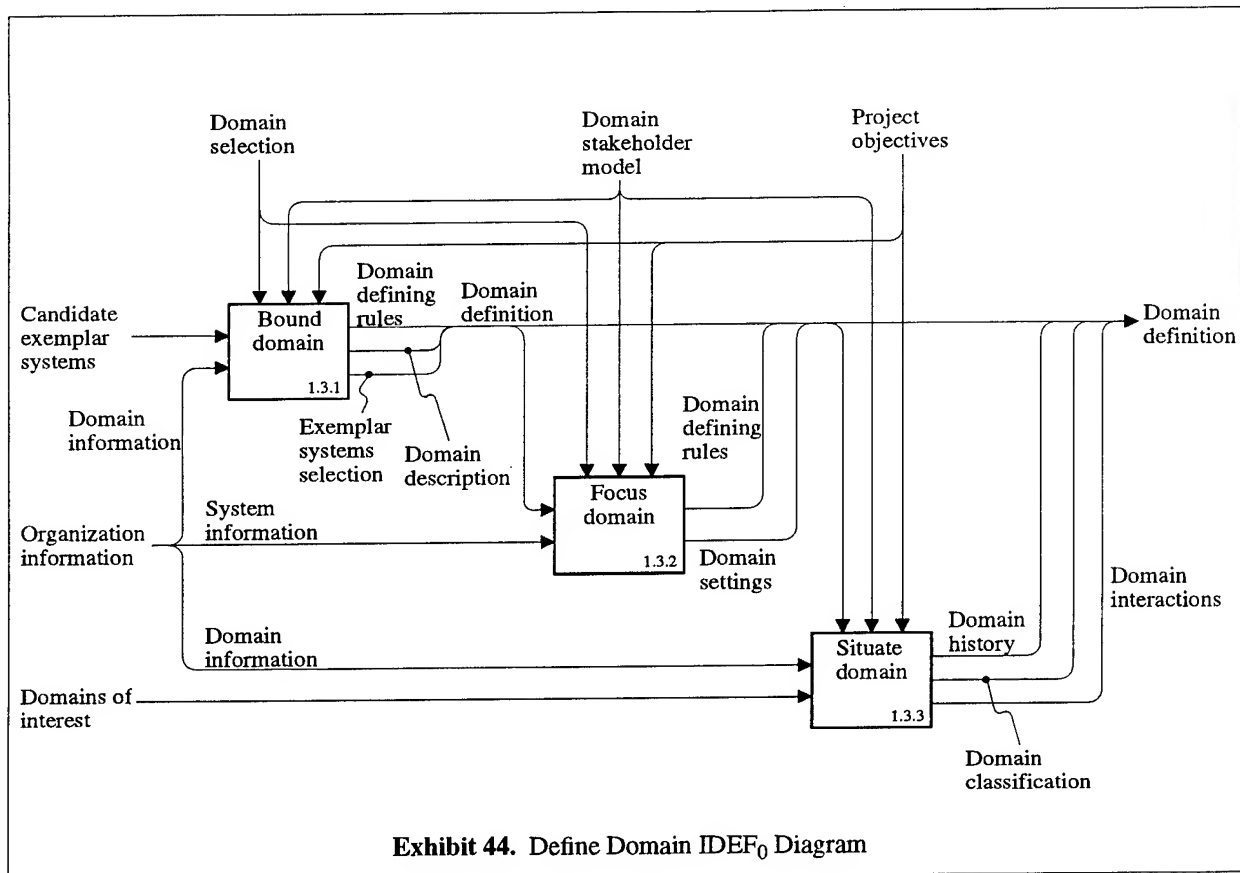 Domain
selection
Domain
stakeholder
model
Project
objectives
Candidate
exemplar
systems
Bound
domain
1.3.1
Domain
defining
rules
Domain
definition
Domain
definition
Domain
information
Exemplar
systems
selection
Domain
description
Domain
defining
rules
Organization
information
System
information
Focus
domain
1.3.2
Domain
settings
Domain
interactions
Domain
information
Situate
domain
1.3.3
Domain
history
Domains of
interest
Domain
classification
Exhibit 44. Define Domain IDEF0 Diagram